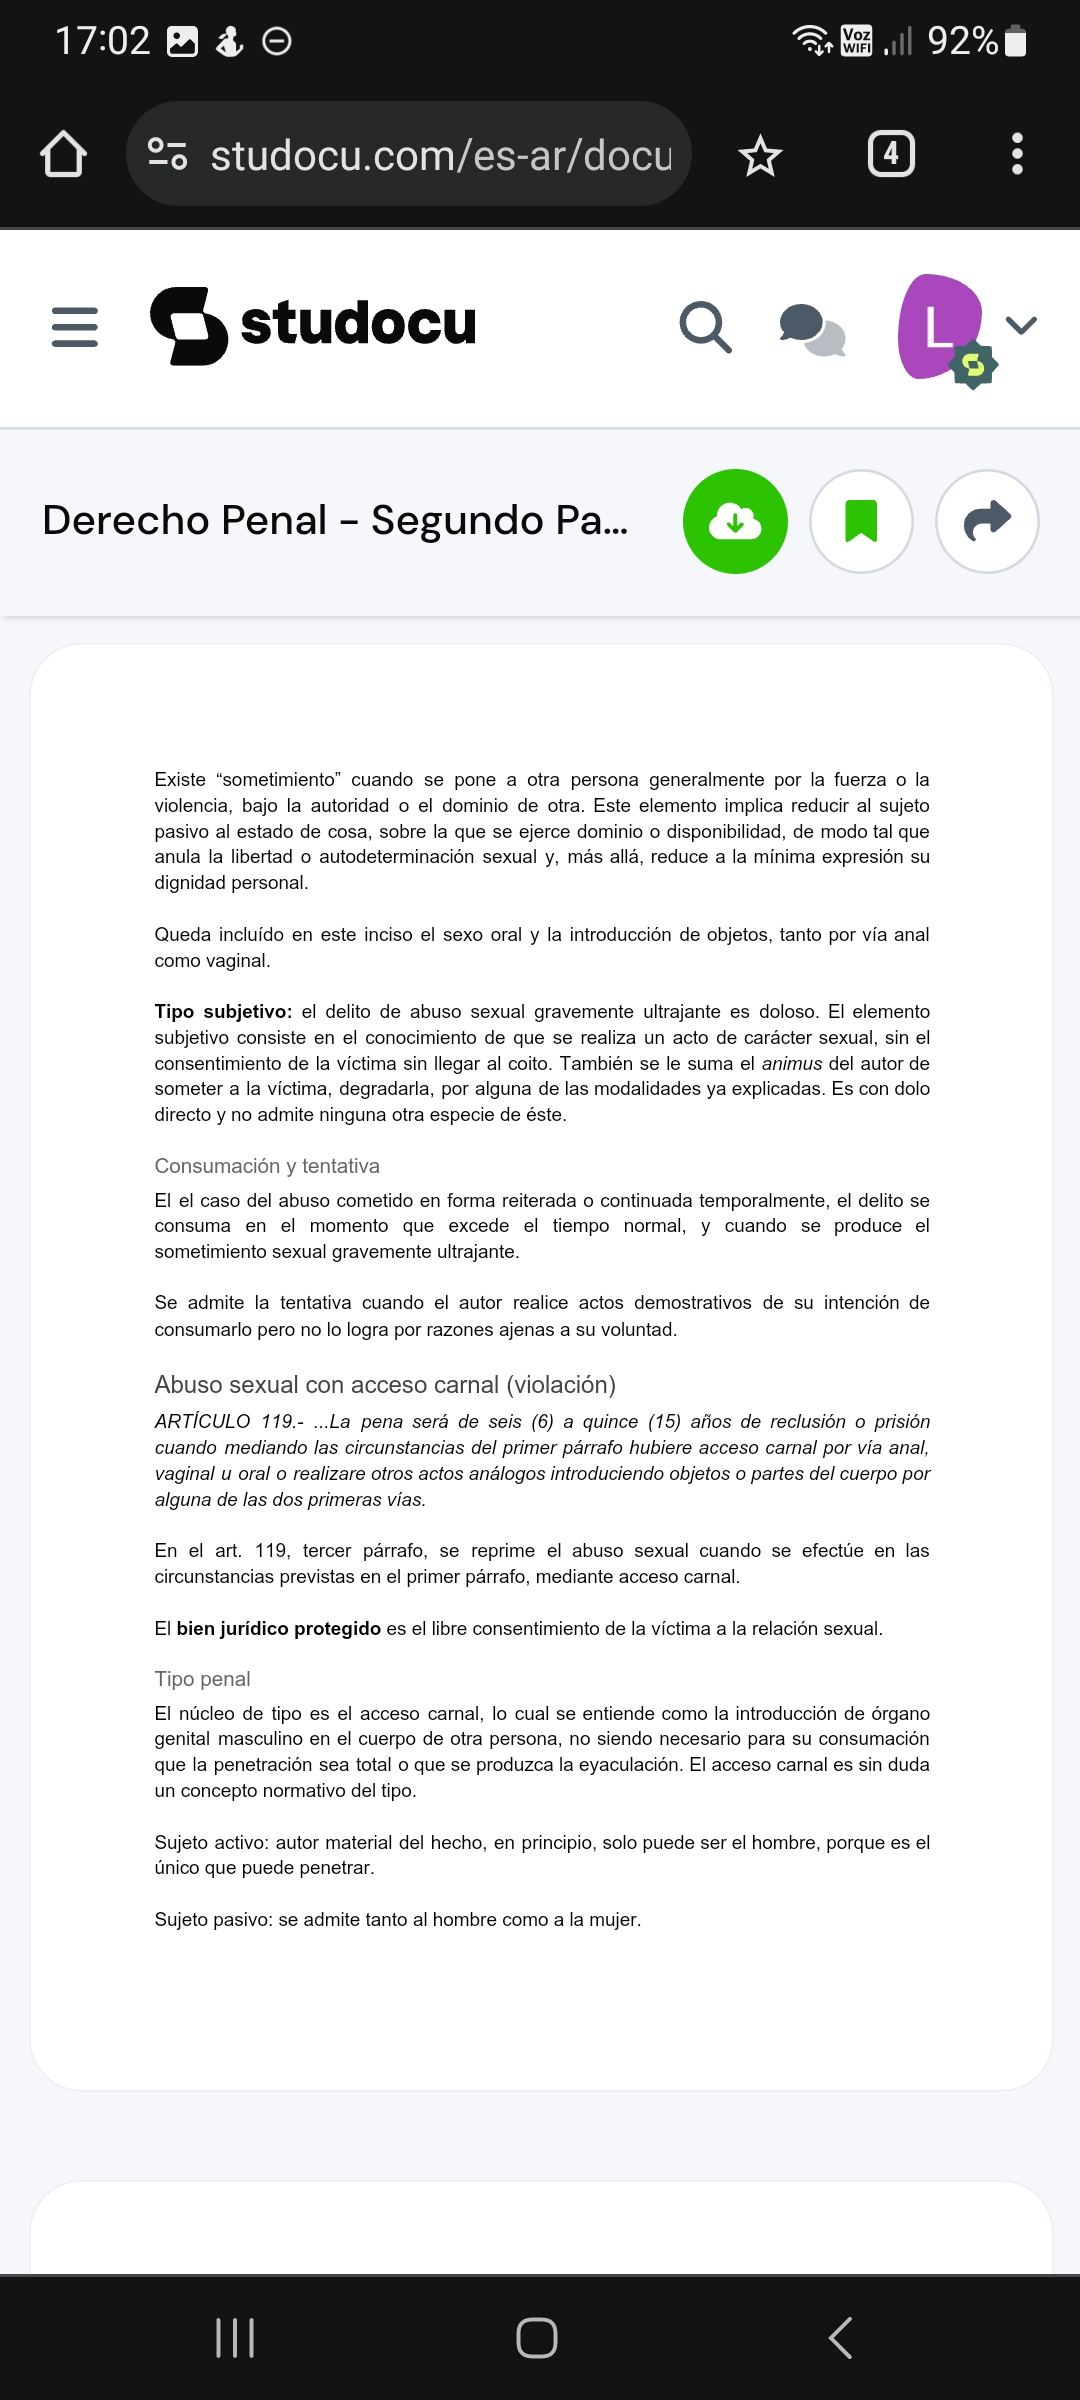 17:02
Voz
WIFI
92%
studocu.com/es-ar/docu
4
studocu
L
Derecho Penal - Segundo Pa...
Existe “sometimiento” cuando se pone a otra persona generalmente por la fuerza o la
violencia, bajo la autoridad o el dominio de otra. Este elemento implica reducir al sujeto
pasivo al estado de cosa, sobre la que se ejerce dominio o disponibilidad, de modo tal que
anula la libertad o autodeterminación sexual y, más allá, reduce a la mínima expresión su
dignidad personal.
Queda incluído en este inciso el sexo oral y la introducción de objetos, tanto por vía anal
como vaginal.
Tipo subjetivo: el delito de abuso sexual gravemente ultrajante es doloso. El elemento
subjetivo consiste en el conocimiento de que se realiza un acto de carácter sexual, sin el
consentimiento de la víctima sin llegar al coito. También se le suma el animus del autor de
someter a la víctima, degradarla, por alguna de las modalidades ya explicadas. Es con dolo
directo y no admite ninguna otra especie de éste.
Consumación y tentativa
El el caso del abuso cometido en forma reiterada o continuada temporalmente, el delito se
consuma en el momento que excede el tiempo normal, y cuando se produce el
sometimiento sexual gravemente ultrajante.
Se admite la tentativa cuando el autor realice actos demostrativos de su intención de
consumarlo pero no lo logra por razones ajenas a su voluntad.
Abuso sexual con acceso carnal (violación)
ARTÍCULO 119.- ...La pena será de seis (6) a quince (15) años de reclusión o prisión
cuando mediando las circunstancias del primer párrafo hubiere acceso carnal por vía anal,
vaginal u oral o realizare otros actos análogos introduciendo objetos o partes del cuerpo por
alguna de las dos primeras vías.
En el art. 119, tercer párrafo, se reprime el abuso sexual cuando se efectúe en las
circunstancias previstas en el primer párrafo, mediante acceso carnal.
El bien jurídico protegido es el libre consentimiento de la víctima a la relación sexual.
Tipo penal
El núcleo de tipo es el acceso carnal, lo cual se entiende como la introducción de órgano
genital masculino en el cuerpo de otra persona, no siendo necesario para su consumación
que la penetración sea total o que se produzca la eyaculación. El acceso carnal es sin duda
un concepto normativo del tipo.
Sujeto activo: autor material del hecho, en principio, solo puede ser el hombre, porque es el
único que puede penetrar.
Sujeto pasivo: se admite tanto al hombre como a la mujer.